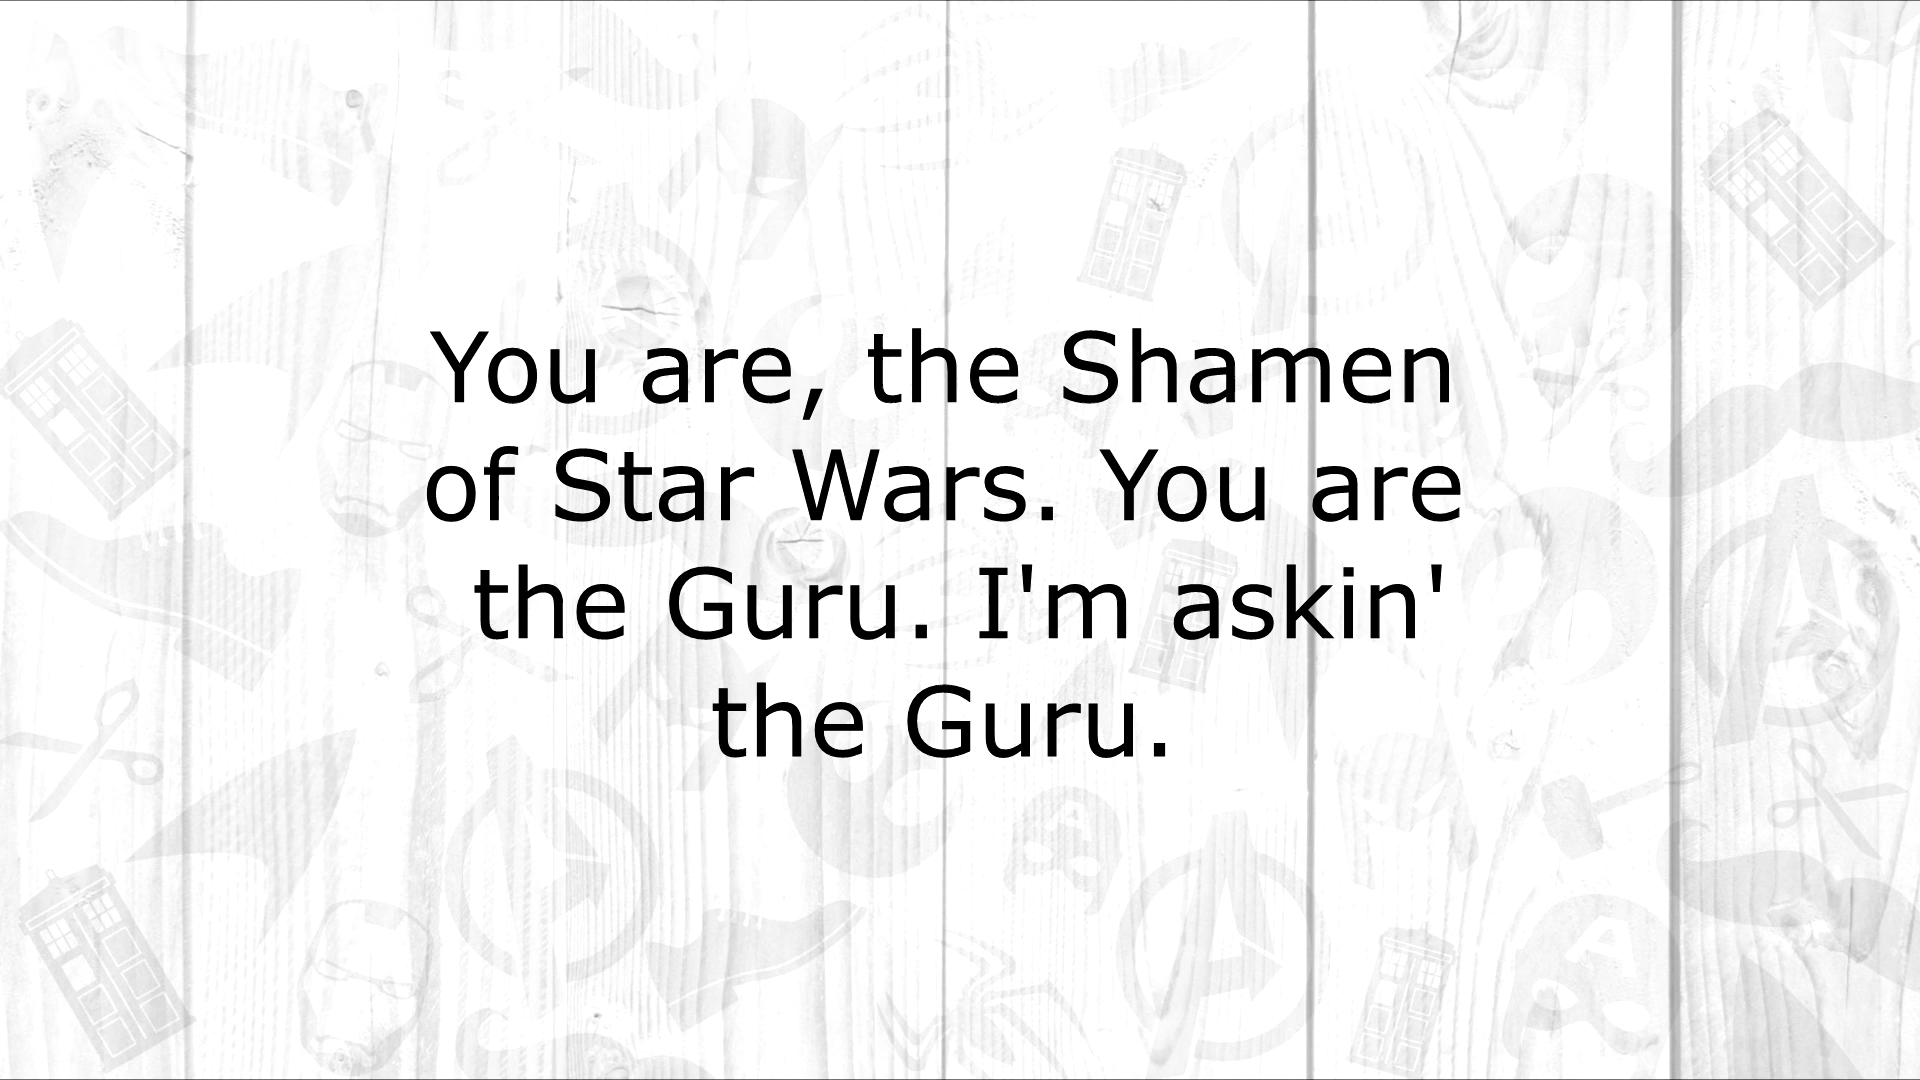 You are, the Shamen
of Star Wars. You are
the Guru. I'm askin'
the Guru.